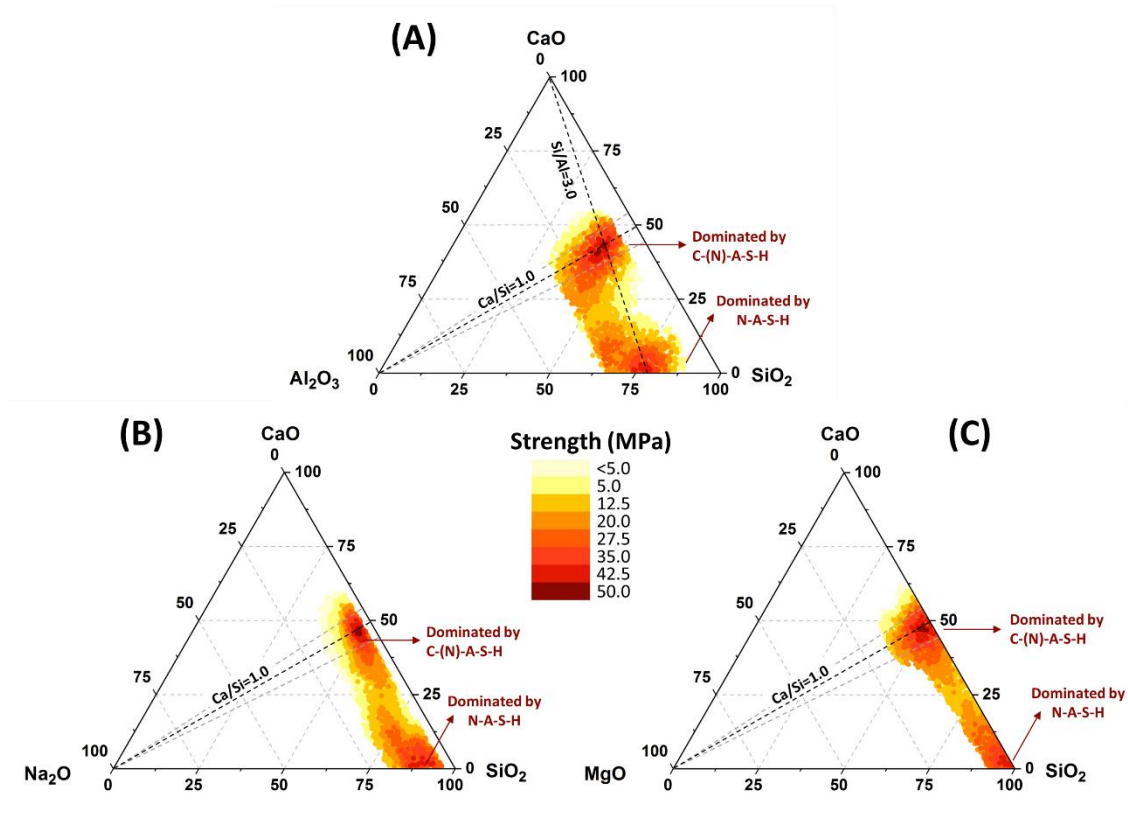 (A)
CaO
0
100
25
75
Si/Al=3.0
50
50
Dominated by
C-(N)-A-S-H
Ca/Si=1.0
75
25
Dominated by
N-A-S-H
100
0
Al₂O₃
SiO₂
0
25
50
75
100
(B)
CaO
0
100
25
75
50
50
Dominated by
C-(N)-A-S-H
Ca/Si=1.0
75
25
Dominated by
N-A-S-H
100
0
Na₂O
SiO₂
0
25
50
75
100
Strength (MPa)
<5.0
5.0
12.5
20.0
27.5
35.0
42.5
50.0
(C)
CaO
0
100
25
75
50
50
Dominated by
C-(N)-A-S-H
Ca/Si=1.0
75
25
Dominated by
N-A-S-H
100
0
MgO
SiO₂
0
25
50
75
100